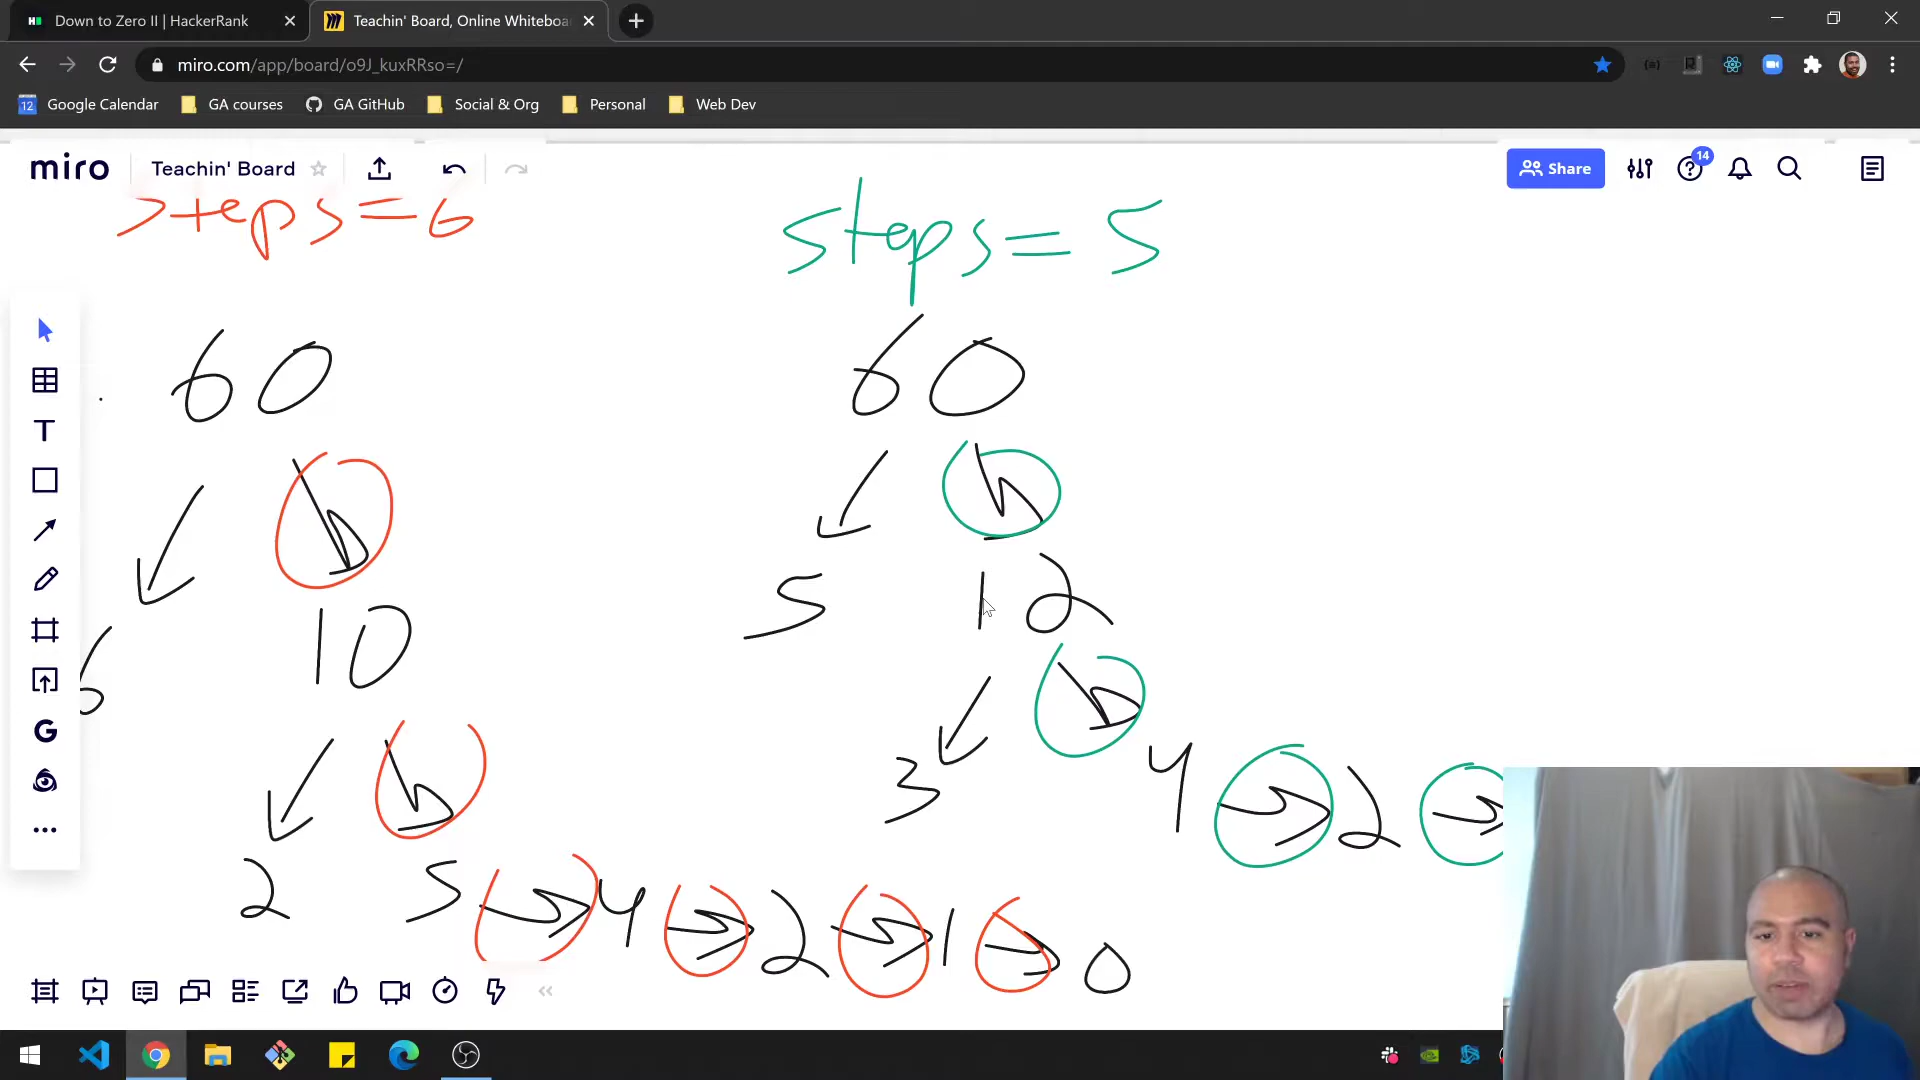 Down to Zero II | HackerRank
Teachin' Board, Online Whiteboa
miro.com/app/board/o9J_kuxRRso=/
12 Google Calendar
GA courses
GA GitHub
Social & Org
Personal
Web Dev
miro
Teachin' Board
Share
14
steps=6
steps=5
60
60
10
5
12
3
4
2
2
5
4
2
1
0
T
G